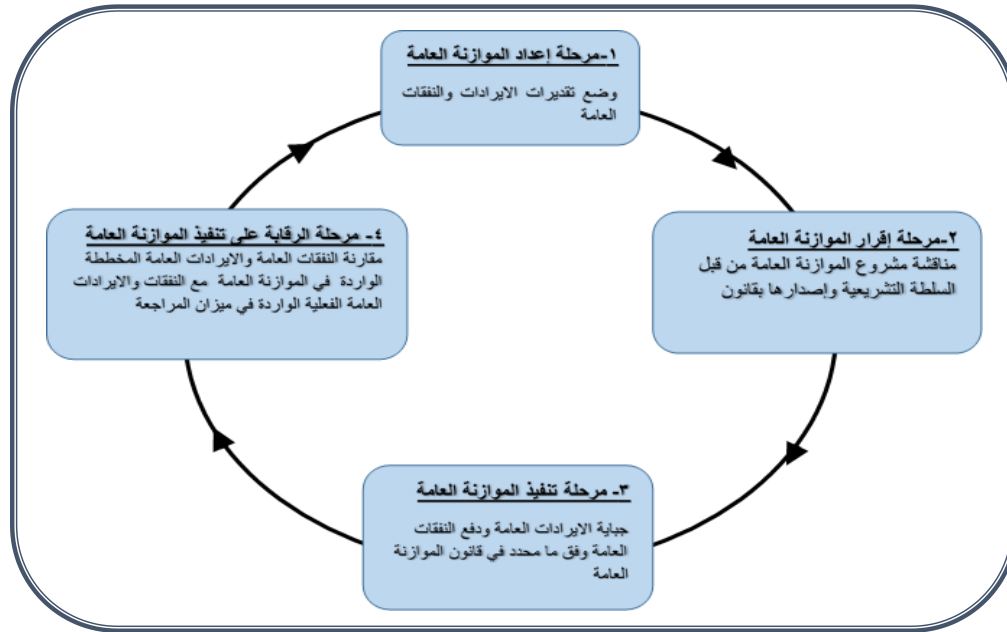 ١-مرحلة إعداد الموازنة العامة
وضع تقديرات الايرادات والنفقات
العامة
٢-مرحلة إقرار الموازنة العامة
مناقشة مشروع الموازنة العامة من قبل
السلطة التشريعية وإصدارها بقانون
٣- مرحلة تنفيذ الموازنة العامة
جباية الايرادات العامة ودفع النفقات
العامة وفق ما محدد في قانون الموازنة
العامة
٤- مرحلة الرقابة على تنفيذ الموازنة العامة
مقارنة النفقات العامة والايرادات العامة المخططة
الواردة في الموازنة العامة مع النفقات والايرادات
العامة الفعلية الواردة في ميزان المراجعة